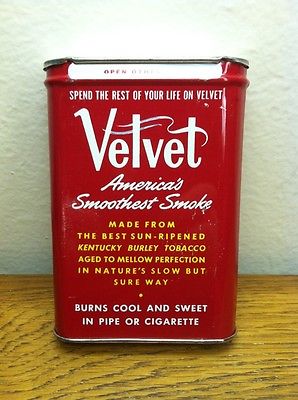 OPEN OTHER
SPEND THE REST OF YOUR LIFE ON VELVET
Velvet
America's
Smoothest Smoke
MADE FROM
THE BEST SUN-RIPENED
KENTUCKY BURLEY TOBACCO
AGED TO MELLOW PERFECTION
IN NATURE'S SLOW BUT
SURE WAY
BURNS COOL AND SWEET
IN PIPE OR CIGARETTE